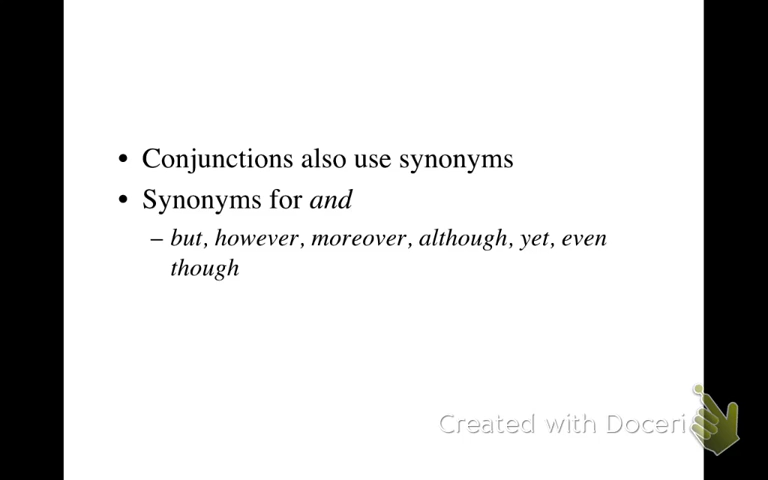 • Conjunctions also use synonyms
• Synonyms for and
– but, however, moreover, although, yet, even
though
Created with Doceri